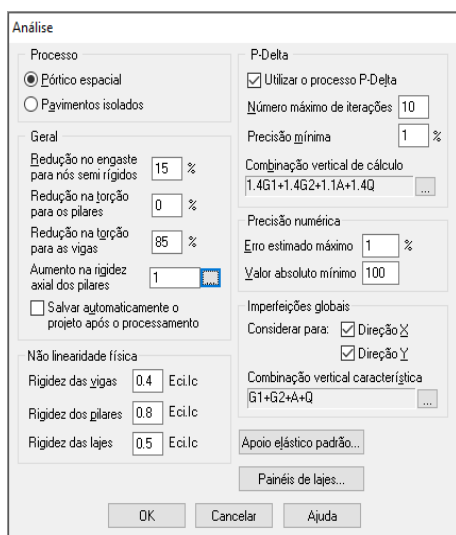 Análise
Processo
Pórtico espacial
Pavimentos isolados
Geral
Redução no engaste
para nós semi rígidos
15 %
Redução na torção
para os pilares
0 %
Redução na torção
para as vigas
85 %
Aumento na rigidez
axial dos pilares
1 ...
Salvar automaticamente o
projeto após o processamento
Não linearidade física
Rigidez das vigas 0.4 Eci.Ic
Rigidez dos pilares 0.8 Eci.Ic
Rigidez das lajes 0.5 Eci.Ic
P-Delta
Utilizar o processo P-Delta
Número máximo de iterações 10
Precisão mínima 1 %
Combinação vertical de cálculo
1.4G1+1.4G2+1.1A+1.4Q ...
Precisão numérica
Erro estimado máximo 1 %
Valor absoluto mínimo 100
Imperfeições globais
Considerar para: Direção X
Direção Y
Combinação vertical característica
G1+G2+A+Q ...
Apoio elástico padrão...
Painéis de lajes...
OK Cancelar Ajuda